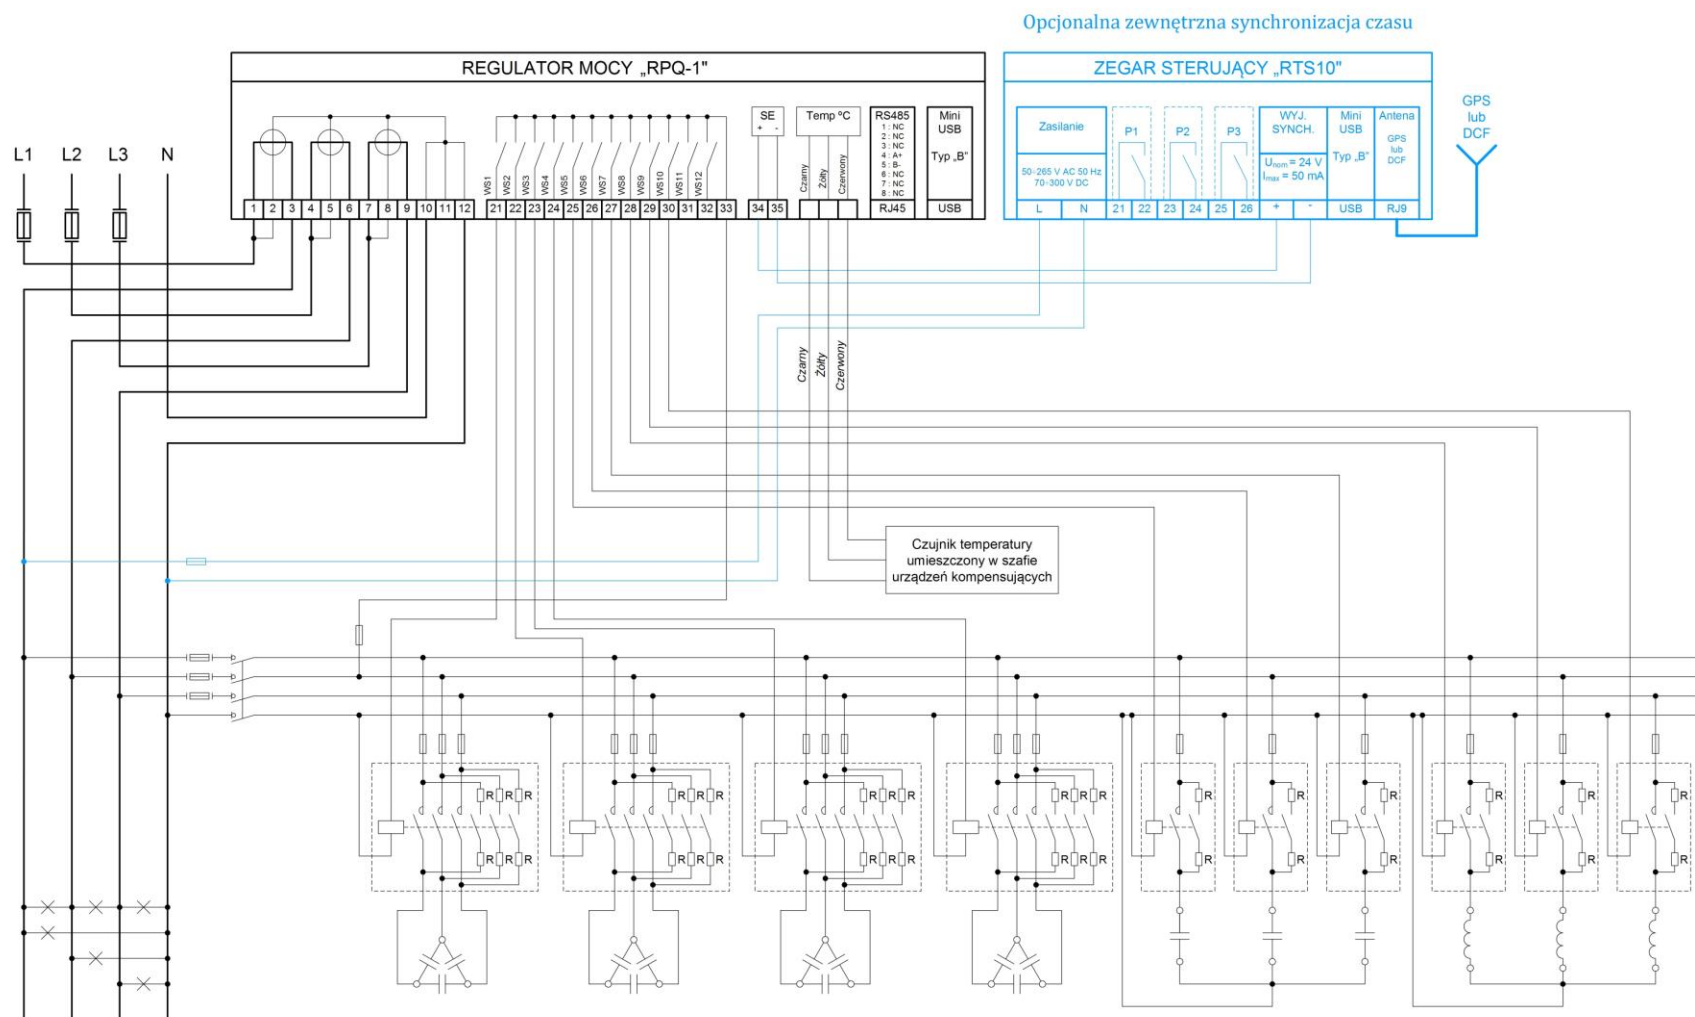 Opcjonalna zewnętrzna synchronizacja czasu
REGULATOR MOCY „RPQ-1"
ZEGAR STERUJĄCY „RTS10"
L1 L2 L3 N
WS1 WS2 WS3 WS4 WS5 WS6 WS7 WS8 WS9 WS10 WS11 WS12
SE
+ -
Temp ºC
Czarny Żółty Czerwony
RS485
1 : NC
2 : NC
3 : NC
4 : A+
5 : B-
6 : NC
7 : NC
8 : NC
RJ45
Mini
USB
Typ „B"
USB
1 2 3 4 5 6 7 8 9 10 11 12
21 22 23 24 25 26 27 28 29 30 31 32 33
34 35
Zasilanie
50÷265 V AC 50 Hz
70÷300 V DC
L N
P1 P2 P3
21 22 23 24 25 26
WYJ.
SYNCH.
Unom = 24 V
Imax = 50 mA
+ -
Mini
USB
Typ „B"
USB
Antena
GPS
lub
DCF
RJ9
GPS
lub
DCF
Czarny Żółty Czerwony
Czujnik temperatury
umieszczony w szafie
urządzeń kompensujących
R R R R R R R R R R R R R R R R R R
R R R R R R R R R R R R R R R R R R